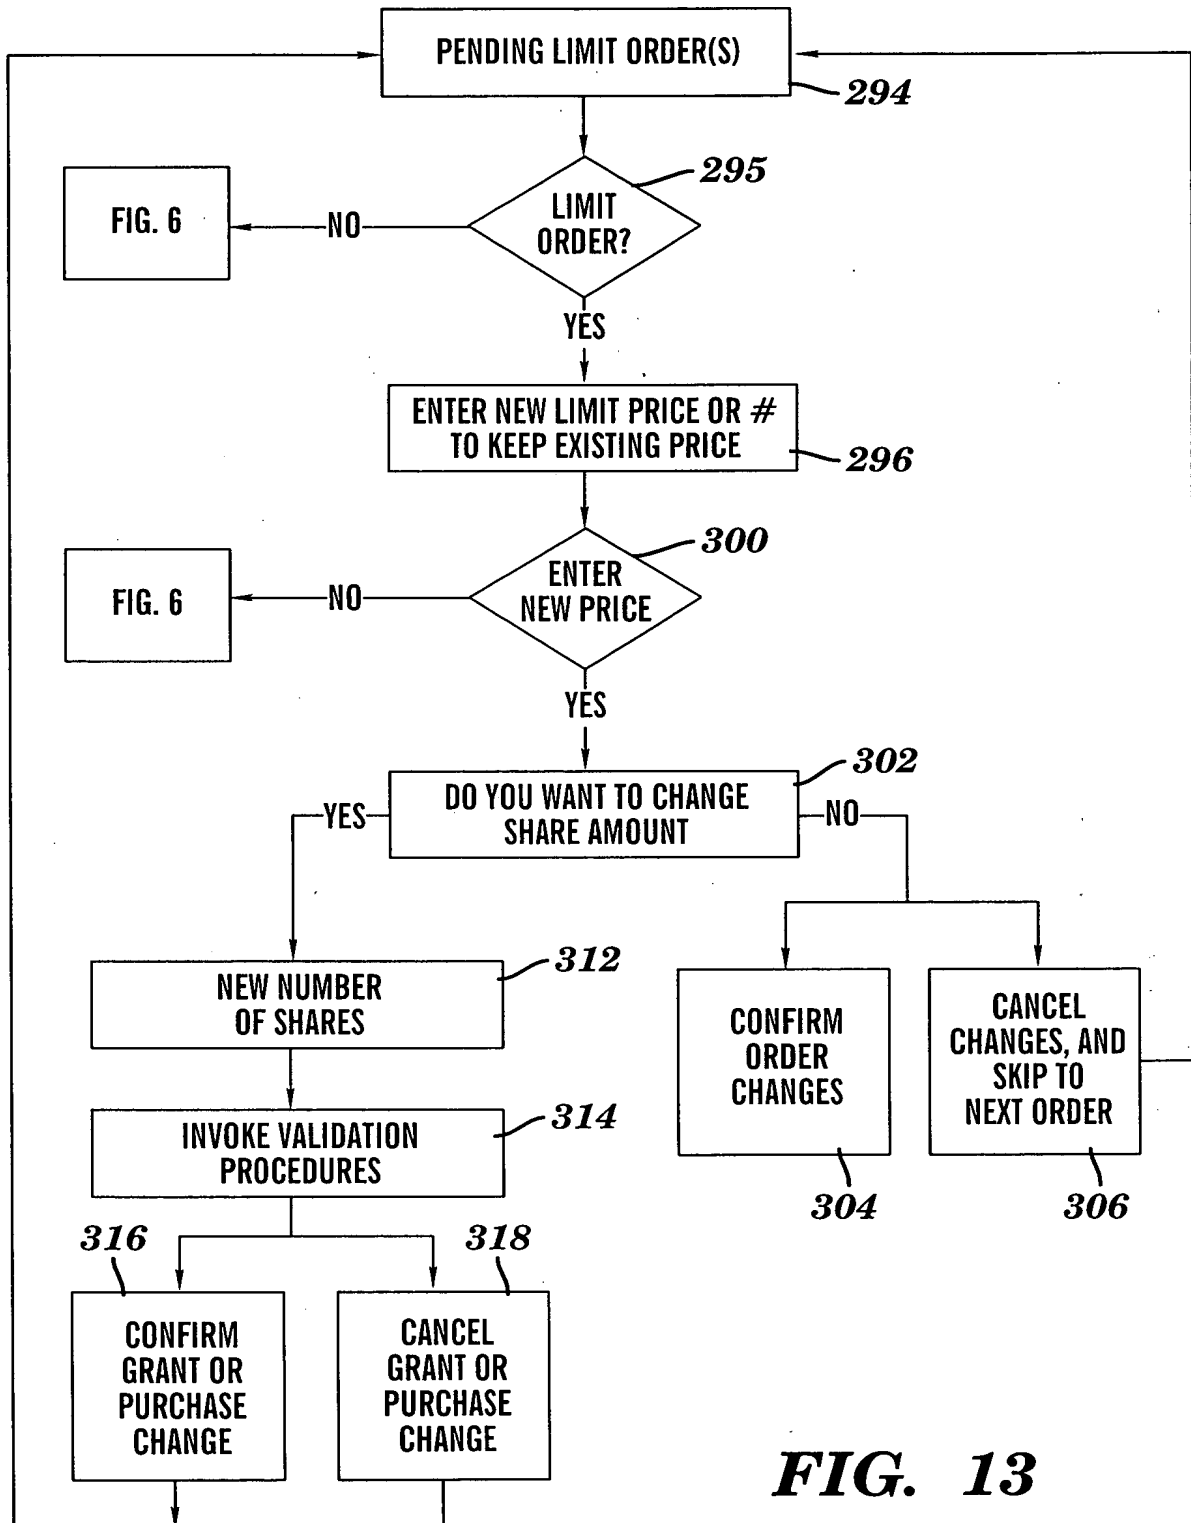 PENDING LIMIT ORDER(S)
294
295
LIMIT
ORDER?
NO
FIG. 6
YES
ENTER NEW LIMIT PRICE OR #
TO KEEP EXISTING PRICE
296
300
ENTER
NEW PRICE
NO
FIG. 6
YES
302
DO YOU WANT TO CHANGE
SHARE AMOUNT
YES
NO
312
NEW NUMBER
OF SHARES
314
INVOKE VALIDATION
PROCEDURES
CONFIRM
ORDER
CHANGES
304
CANCEL
CHANGES, AND
SKIP TO
NEXT ORDER
306
316
CONFIRM
GRANT OR
PURCHASE
CHANGE
318
CANCEL
GRANT OR
PURCHASE
CHANGE
FIG. 13